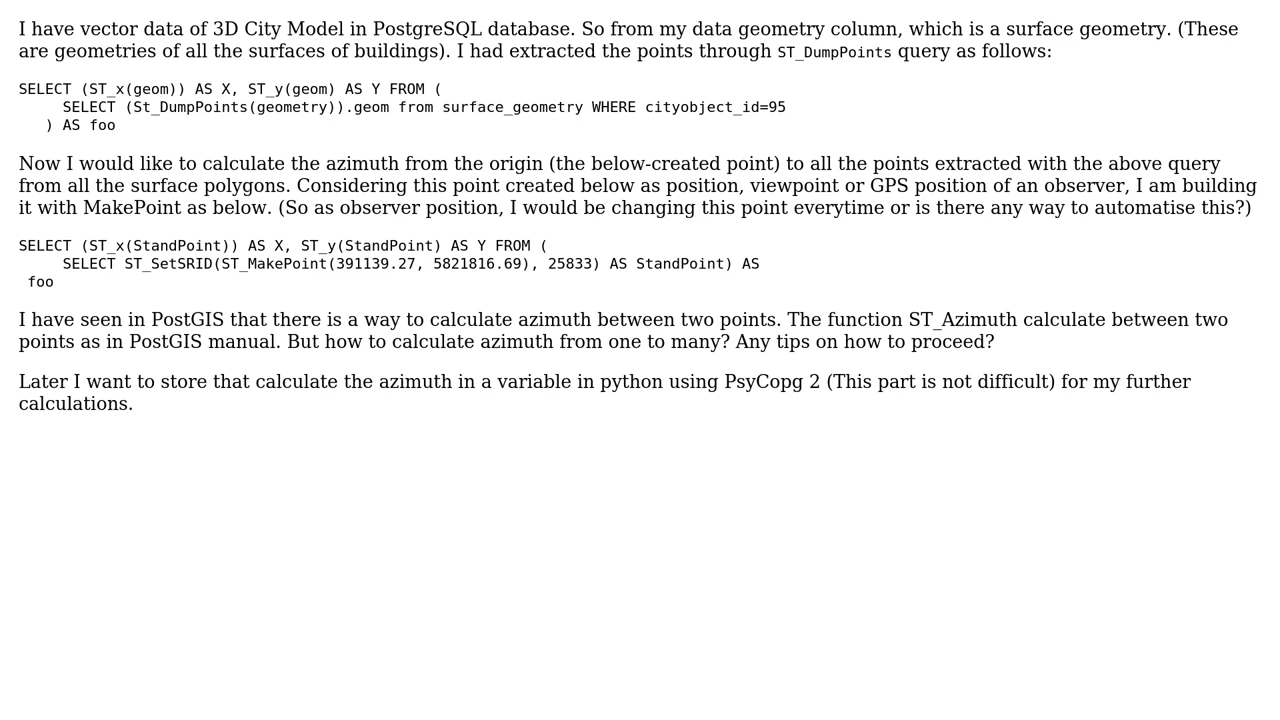 I have vector data of 3D City Model in PostgreSQL database. So from my data geometry column, which is a surface geometry. (These
are geometries of all the surfaces of buildings). I had extracted the points through ST_DumpPoints query as follows:
SELECT (ST_x(geom)) AS X, ST_y(geom) AS Y FROM (
SELECT (St_DumpPoints(geometry)).geom from surface_geometry WHERE cityobject_id=95
) AS foo
Now I would like to calculate the azimuth from the origin (the below-created point) to all the points extracted with the above query
from all the surface polygons. Considering this point created below as position, viewpoint or GPS position of an observer, I am building
it with MakePoint as below. (So as observer position, I would be changing this point everytime or is there any way to automatise this?)
SELECT (ST_x(StandPoint)) AS X, ST_y(StandPoint) AS Y FROM (
SELECT ST_SetSRID(ST_MakePoint(391139.27, 5821816.69), 25833) AS StandPoint) AS
foo
I have seen in PostGIS that there is a way to calculate azimuth between two points. The function ST_Azimuth calculate between two
points as in PostGIS manual. But how to calculate azimuth from one to many? Any tips on how to proceed?
Later I want to store that calculate the azimuth in a variable in python using PsyCopg 2 (This part is not difficult) for my further
calculations.